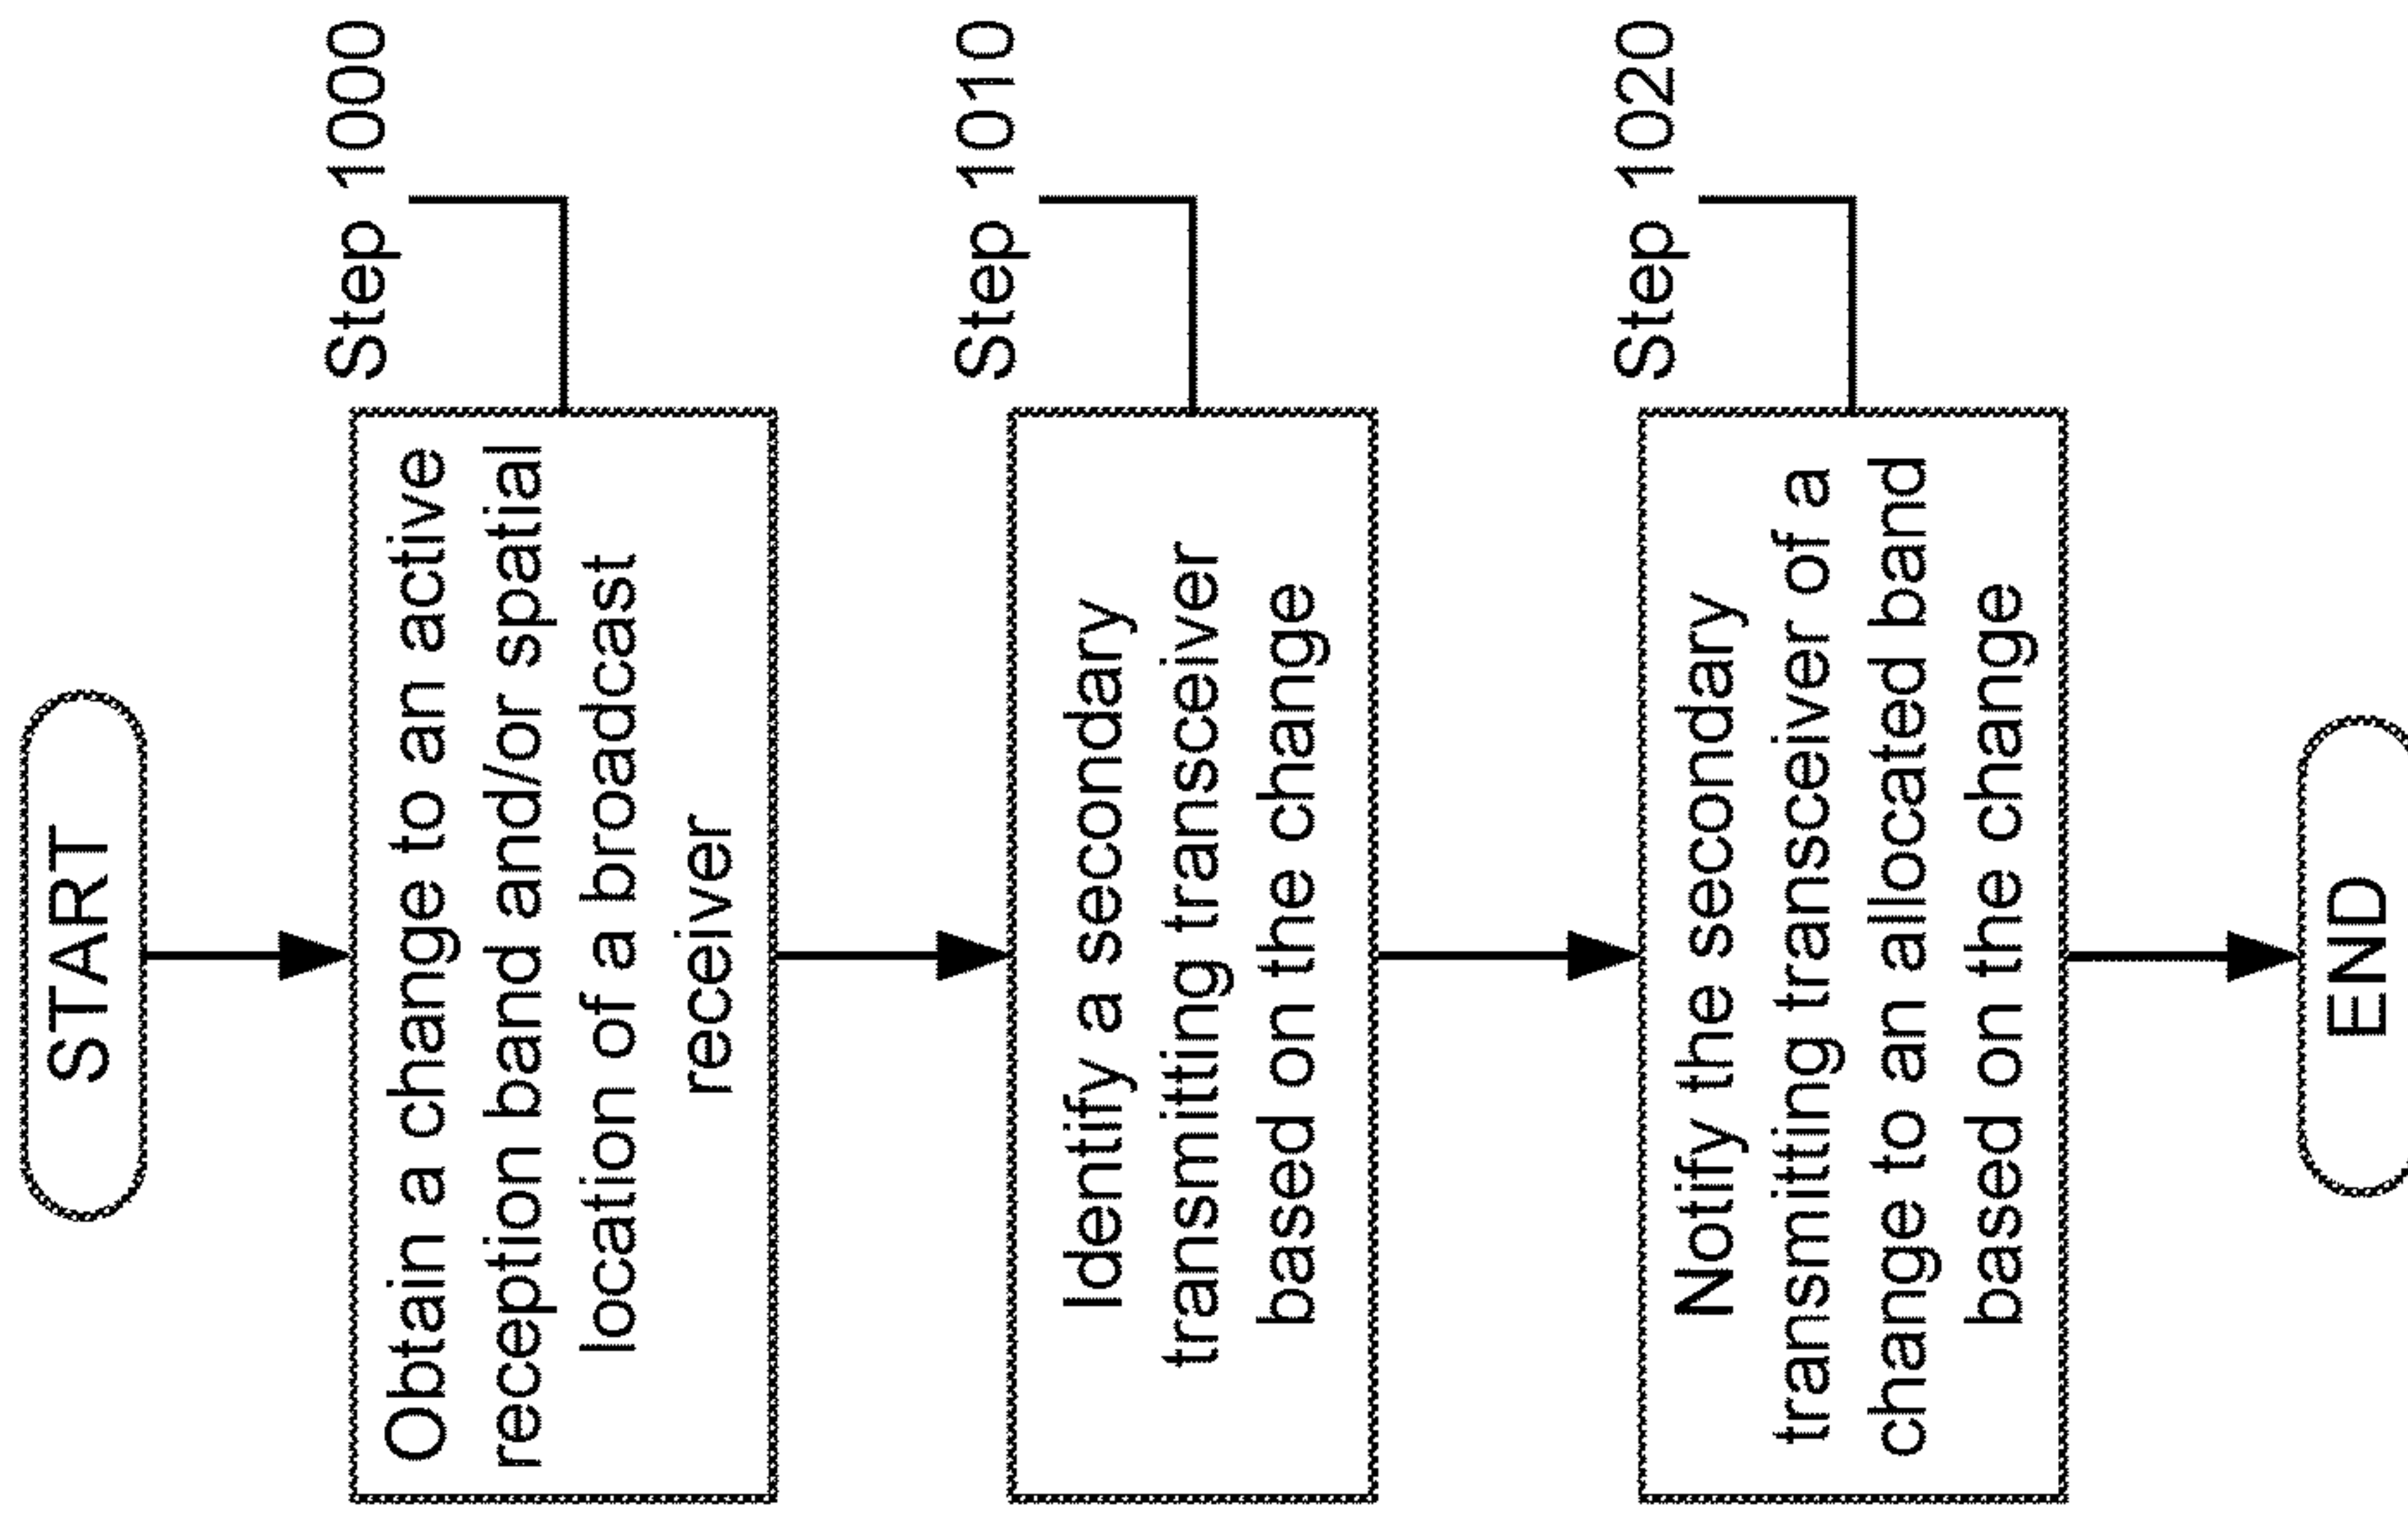 START
Step 1000
Obtain a change to an active
reception band and/or spatial
location of a broadcast
receiver
Step 1010
Identify a secondary
transmitting transceiver
based on the change
Step 1020
Notify the secondary
transmitting transceiver of a
change to an allocated band
based on the change
END